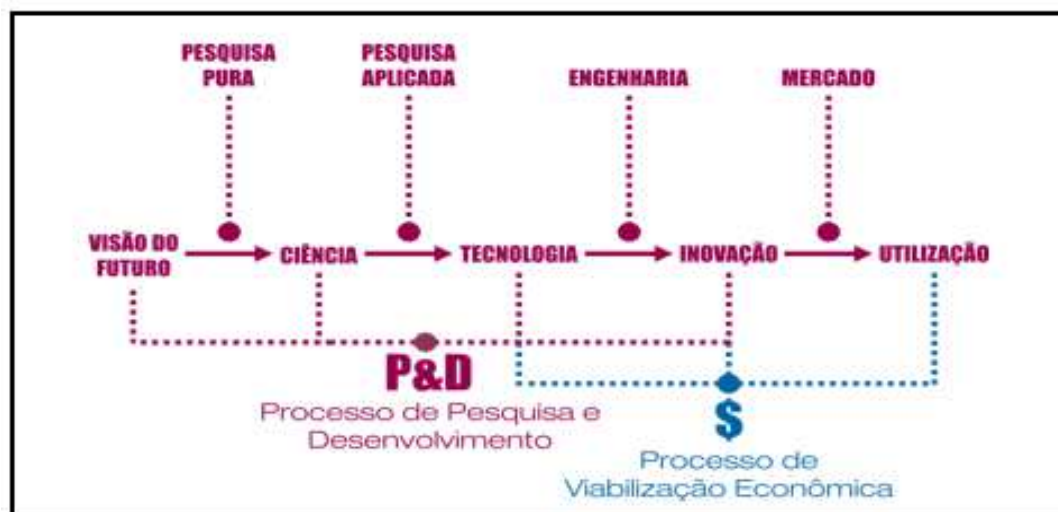 PESQUISA
PURA
PESQUISA
APLICADA
ENGENHARIA
MERCADO
VISÃO DO
FUTURO
CIÊNCIA
TECNOLOGIA
INOVAÇÃO
UTILIZAÇÃO
P&D
Processo de Pesquisa e
Desenvolvimento
$
Processo de
Viabilização Econômica